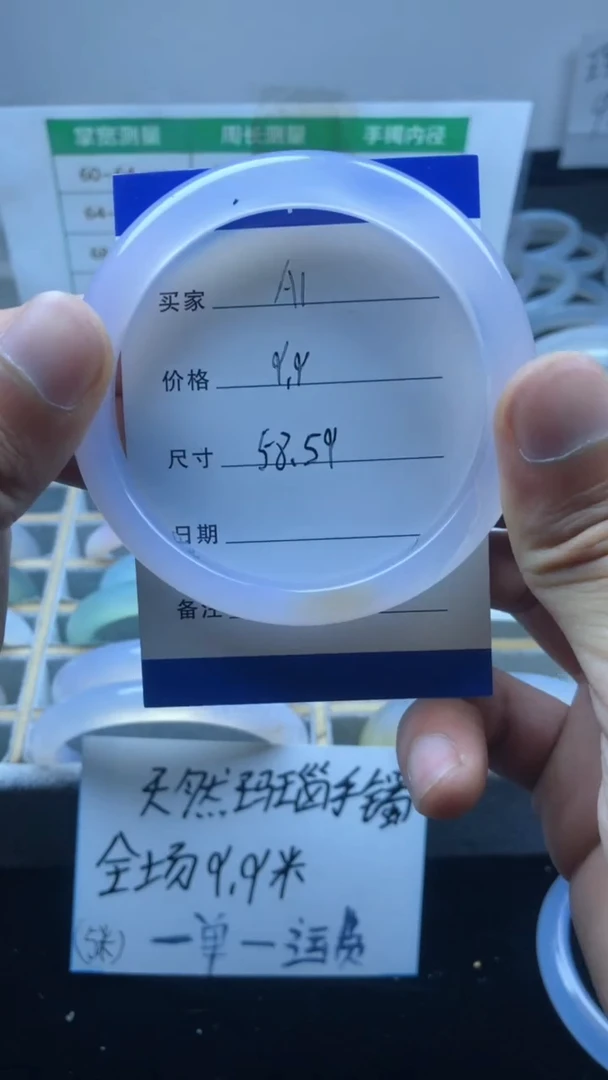 掌宽测量 周长测量 手镯内径
60-64
64-
买家 A1
价格 9.9
尺寸 58.59
日期
备注
天然玛瑙手镯
全场9.9米
(5米) 一单一运费